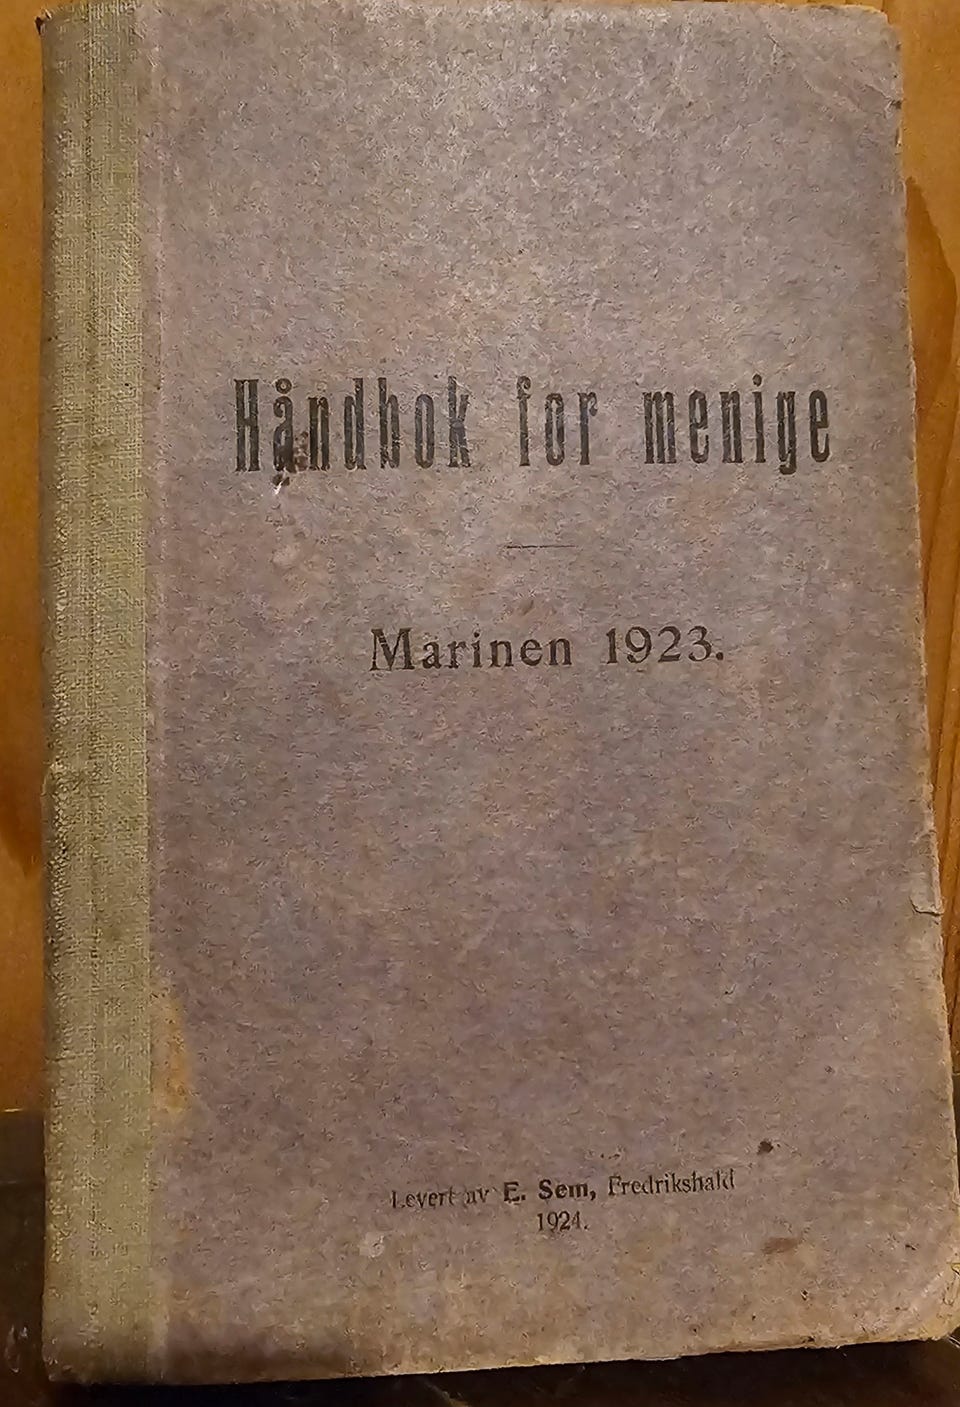 Håndbok for menige
Marinen 1923.
Levert av E. Sem, Fredrikshald
1924.